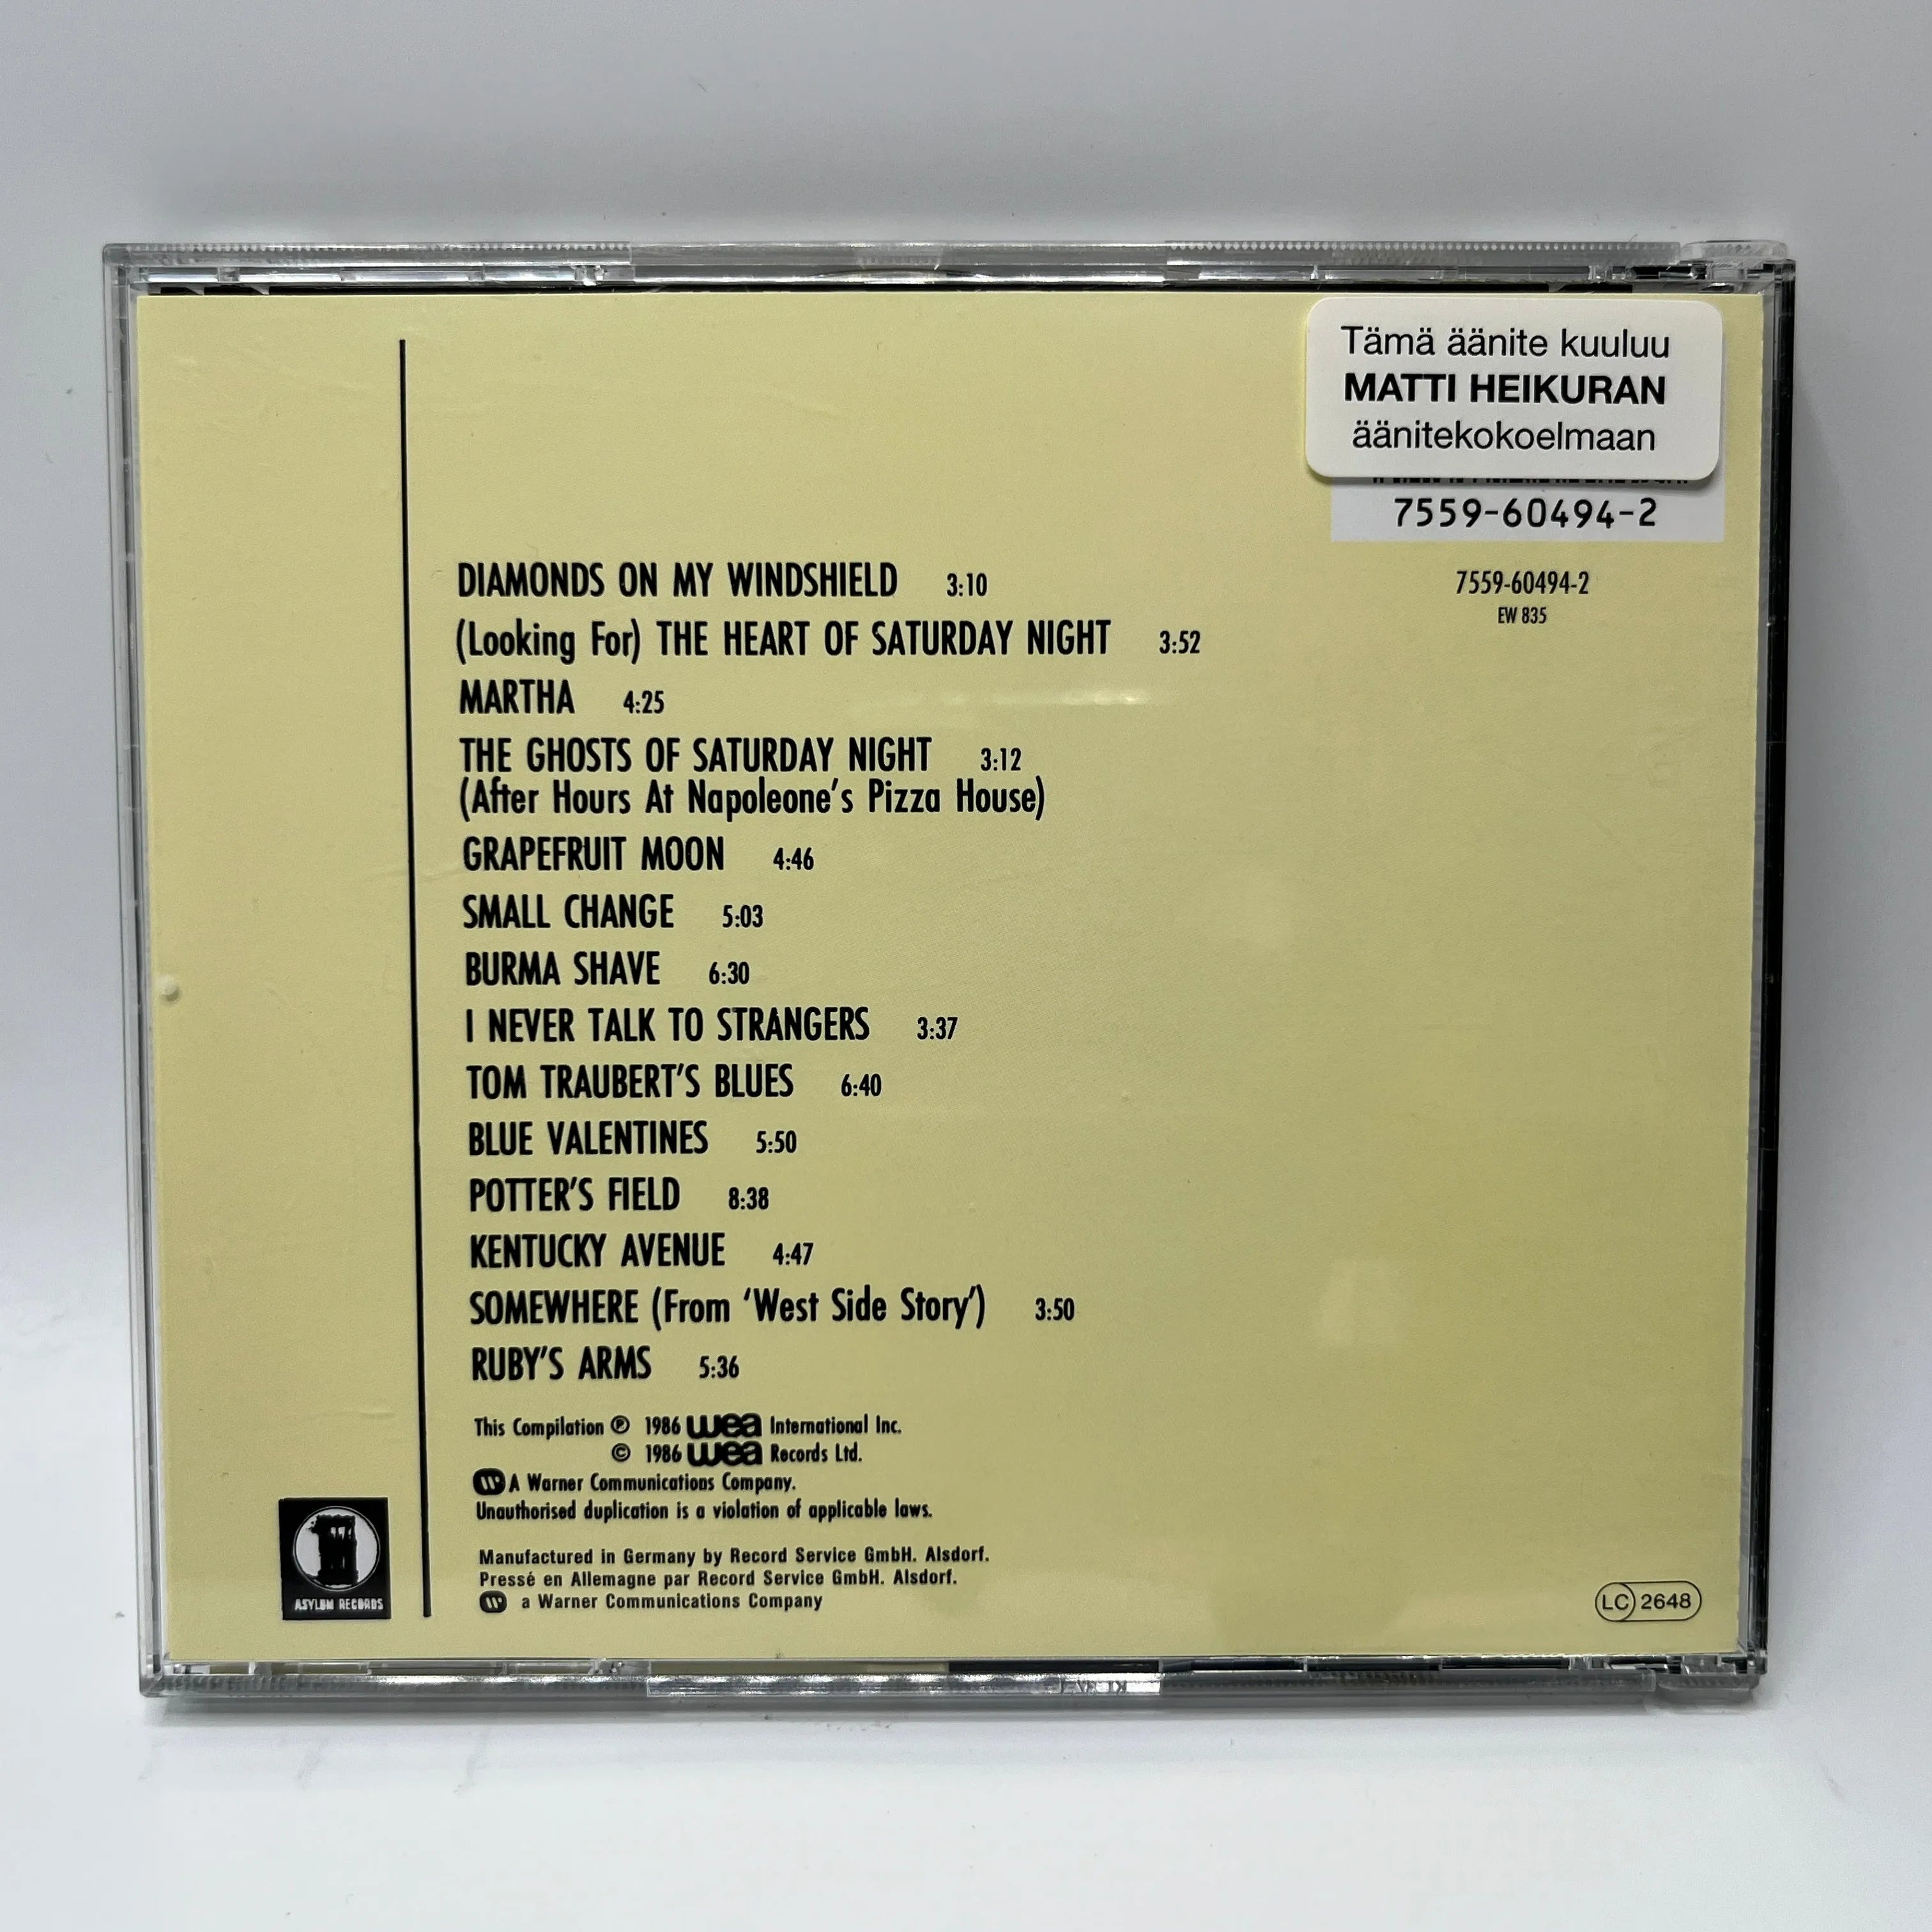 Tämä äänite kuuluu
MATTI HEIKURAN
äänitekokoelmaan
7559-60494-2
7559-60494-2
EW 835
DIAMONDS ON MY WINDSHIELD 3:10
(Looking For) THE HEART OF SATURDAY NIGHT 3:52
MARTHA 4:25
THE GHOSTS OF SATURDAY NIGHT 3:12
(After Hours At Napoleone's Pizza House)
GRAPEFRUIT MOON 4:46
SMALL CHANGE 5:03
BURMA SHAVE 6:30
I NEVER TALK TO STRANGERS 3:37
TOM TRAUBERT'S BLUES 6:40
BLUE VALENTINES 5:50
POTTER'S FIELD 8:38
KENTUCKY AVENUE 4:47
SOMEWHERE (From 'West Side Story') 3:50
RUBY'S ARMS 5:36
This Compilation ℗ 1986 wea International Inc.
© 1986 wea Records Ltd.
A Warner Communications Company.
Unauthorised duplication is a violation of applicable laws.
Manufactured in Germany by Record Service GmbH. Alsdorf.
Pressé en Allemagne par Record Service GmbH. Alsdorf.
a Warner Communications Company
ASYLUM RECORDS
LC 2648